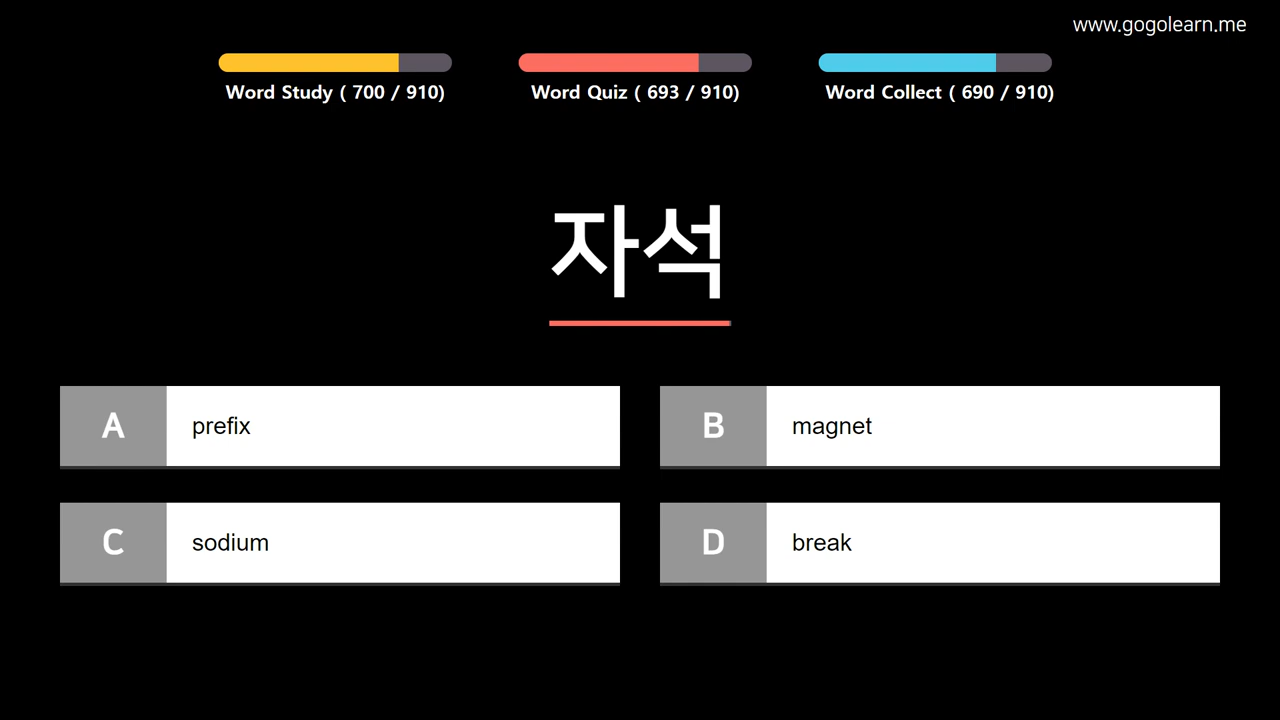 www.gogolearn.me
Word Study ( 700 / 910)
Word Quiz ( 693 / 910)
Word Collect ( 690 / 910)
자석
A prefix
B magnet
C sodium
D break